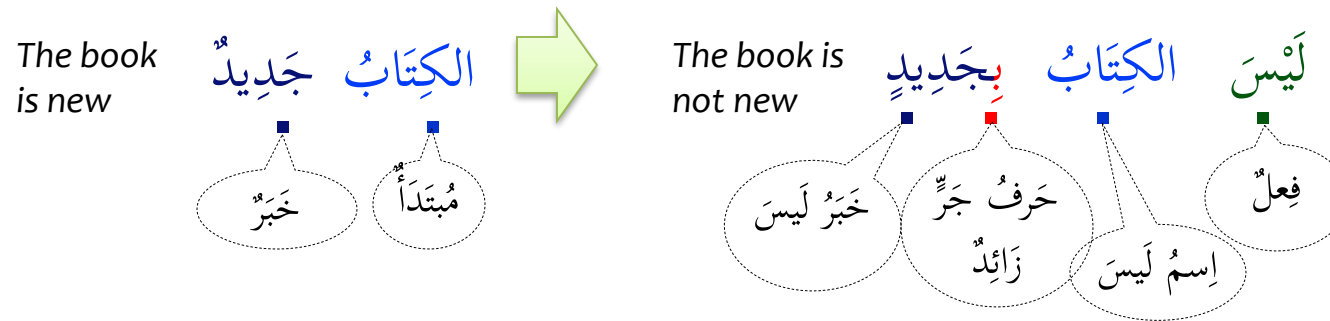 The book
is new
الكِتَابُ جَدِيدٌ
مُبتَدَأٌ
خَبَرٌ
The book is
not new
لَيْسَ الكِتَابُ بِجَدِيدٍ
فِعلٌ
اِسمُ لَيسَ
حَرفُ جَرٍّ
زَائِدٌ
خَبَرُ لَيسَ